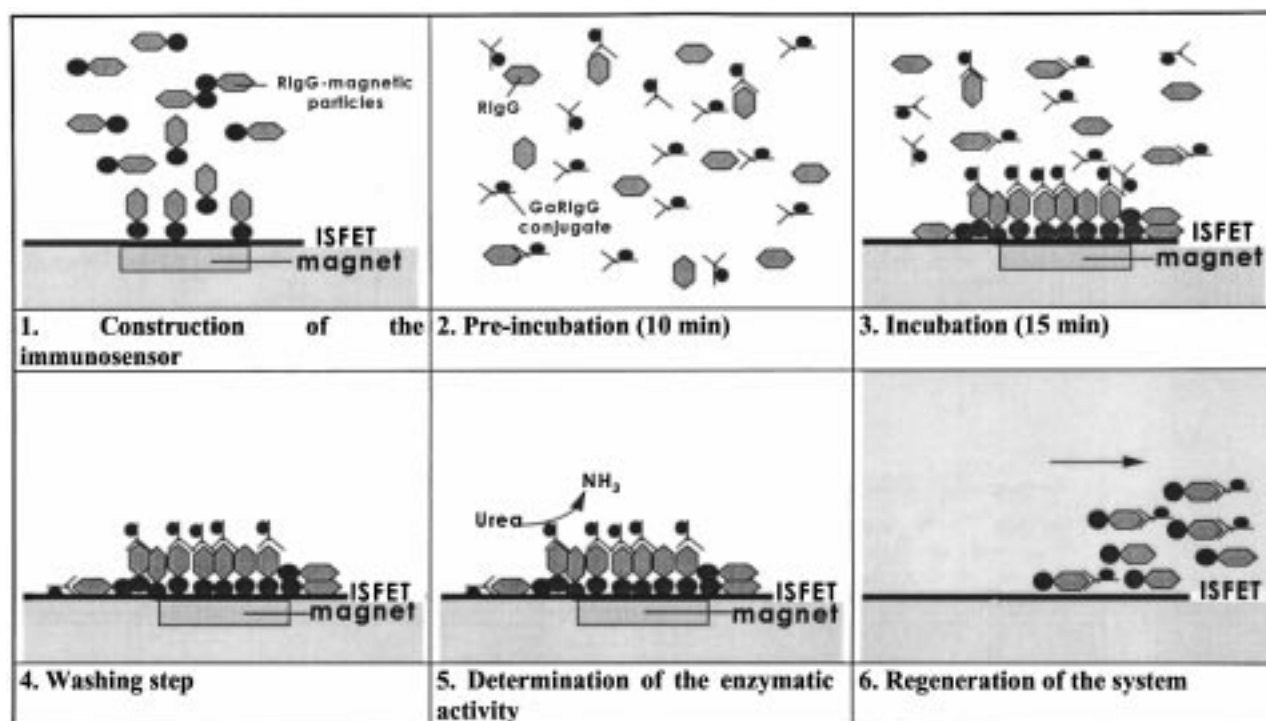 RIgG-magnetic
particles
ISFET
magnet
1. Construction of the
immunosensor
RIgG
GaRIgG
conjugate
2. Pre-incubation (10 min)
ISFET
magnet
3. Incubation (15 min)
ISFET
magnet
4. Washing step
NH₃
Urea
ISFET
magnet
5. Determination of the enzymatic
activity
ISFET
6. Regeneration of the system